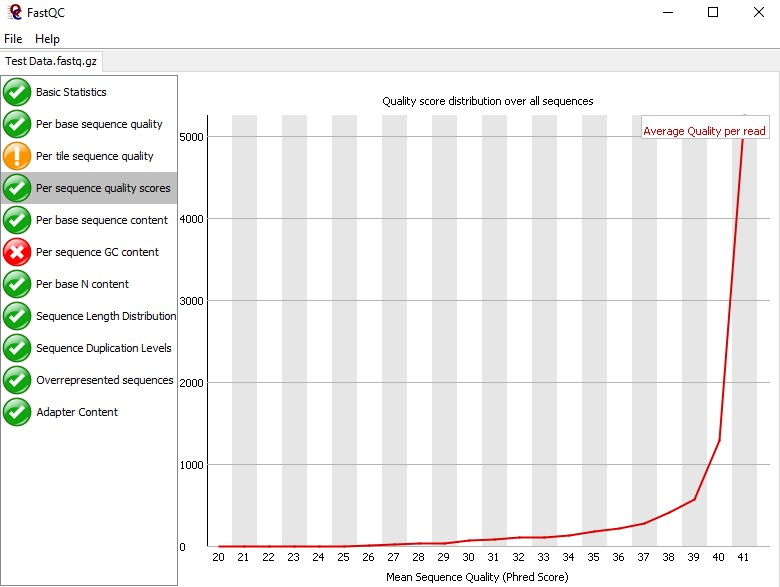 FastQC
File Help
Test Data.fastq.gz
Basic Statistics
Per base sequence quality
Per tile sequence quality
Per sequence quality scores
Per base sequence content
Per sequence GC content
Per base N content
Sequence Length Distribution
Sequence Duplication Levels
Overrepresented sequences
Adapter Content
Quality score distribution over all sequences
Average Quality per read
5000
4000
3000
2000
1000
0
20 21 22 23 24 25 26 27 28 29 30 31 32 33 34 35 36 37 38 39 40 41
Mean Sequence Quality (Phred Score)